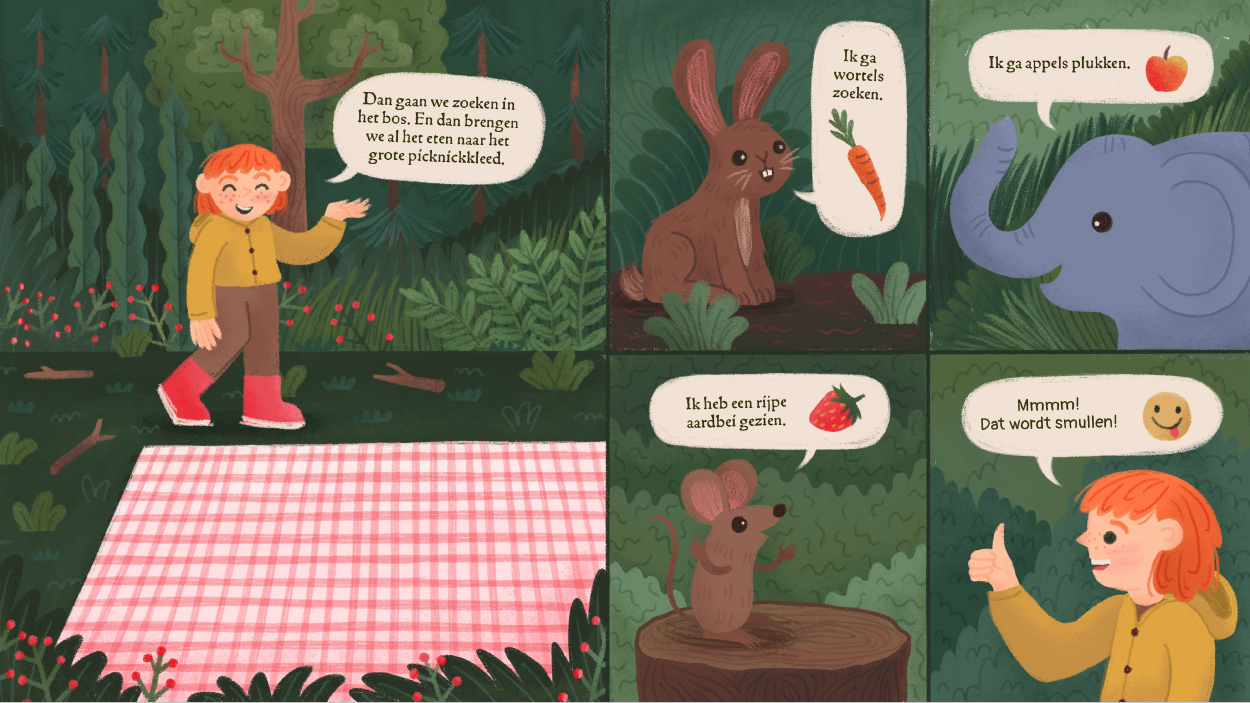 Dan gaan we zoeken in
het bos. En dan brengen
we al het eten naar het
grote picknickkleed.
Ik ga
wortels
zoeken.
Ik ga appels plukken.
Ik heb een rijpe
aardbei gezien.
Mmmm!
Dat wordt smullen!